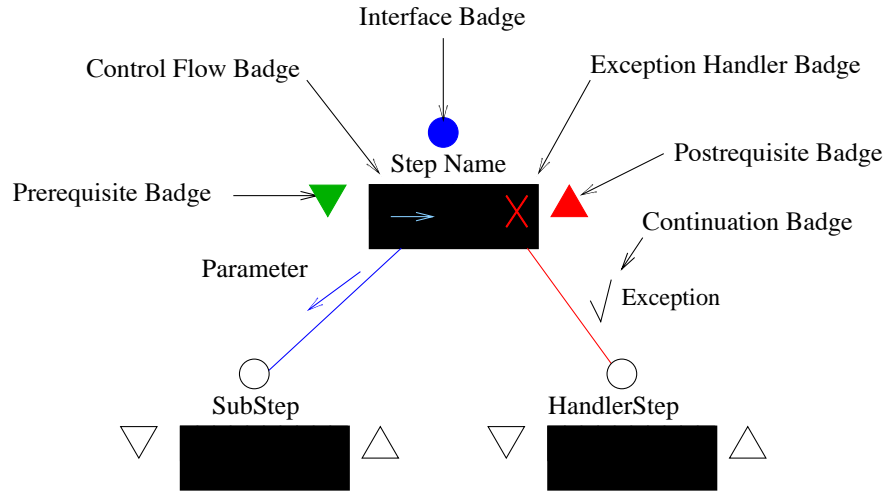 Interface Badge
Control Flow Badge
Exception Handler Badge
Step Name
Postrequisite Badge
Prerequisite Badge
Continuation Badge
Parameter
Exception
SubStep
HandlerStep